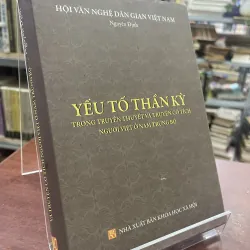 HỘI VĂN NGHỆ DÂN GIAN VIỆT NAM
Nguyễn Định
YẾU TỐ THẦN KỲ
TRONG TRUYỀN THUYẾT VÀ TRUYỆN CỔ TÍCH
NGƯỜI VIỆT Ở NAM TRUNG BỘ
NHÀ XUẤT BẢN KHOA HỌC XÃ HỘI